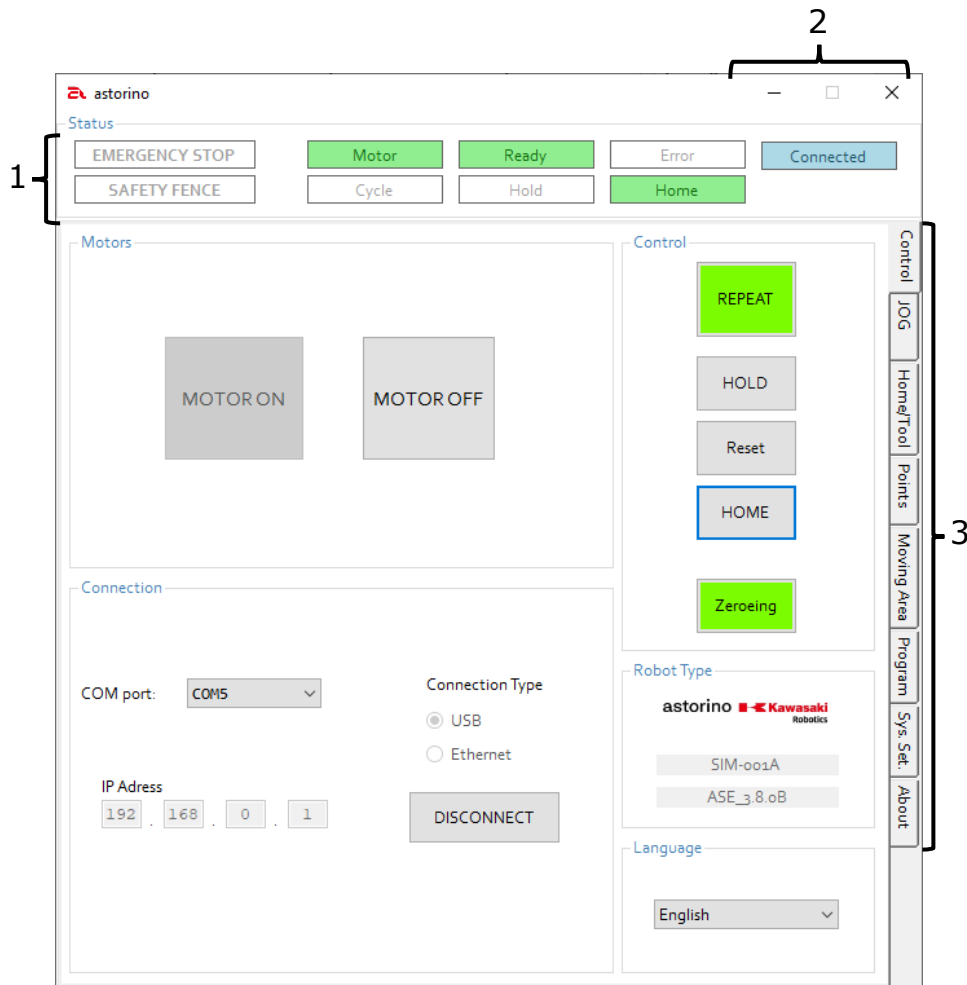 2
astorino
Status
1
EMERGENCY STOP
Motor
Ready
Error
Connected
SAFETY FENCE
Cycle
Hold
Home
Motors
MOTOR ON
MOTOR OFF
Control
REPEAT
HOLD
Reset
HOME
Zeroeing
Connection
COM port:
COM5
Connection Type
USB
Ethernet
IP Adress
192 . 168 . 0 . 1
DISCONNECT
Robot Type
astorino Kawasaki
Robotics
SIM-001A
ASE_3.8.0B
Language
English
Control
JOG
Home/Tool
Points
Moving Area
Program
Sys. Set.
About
3